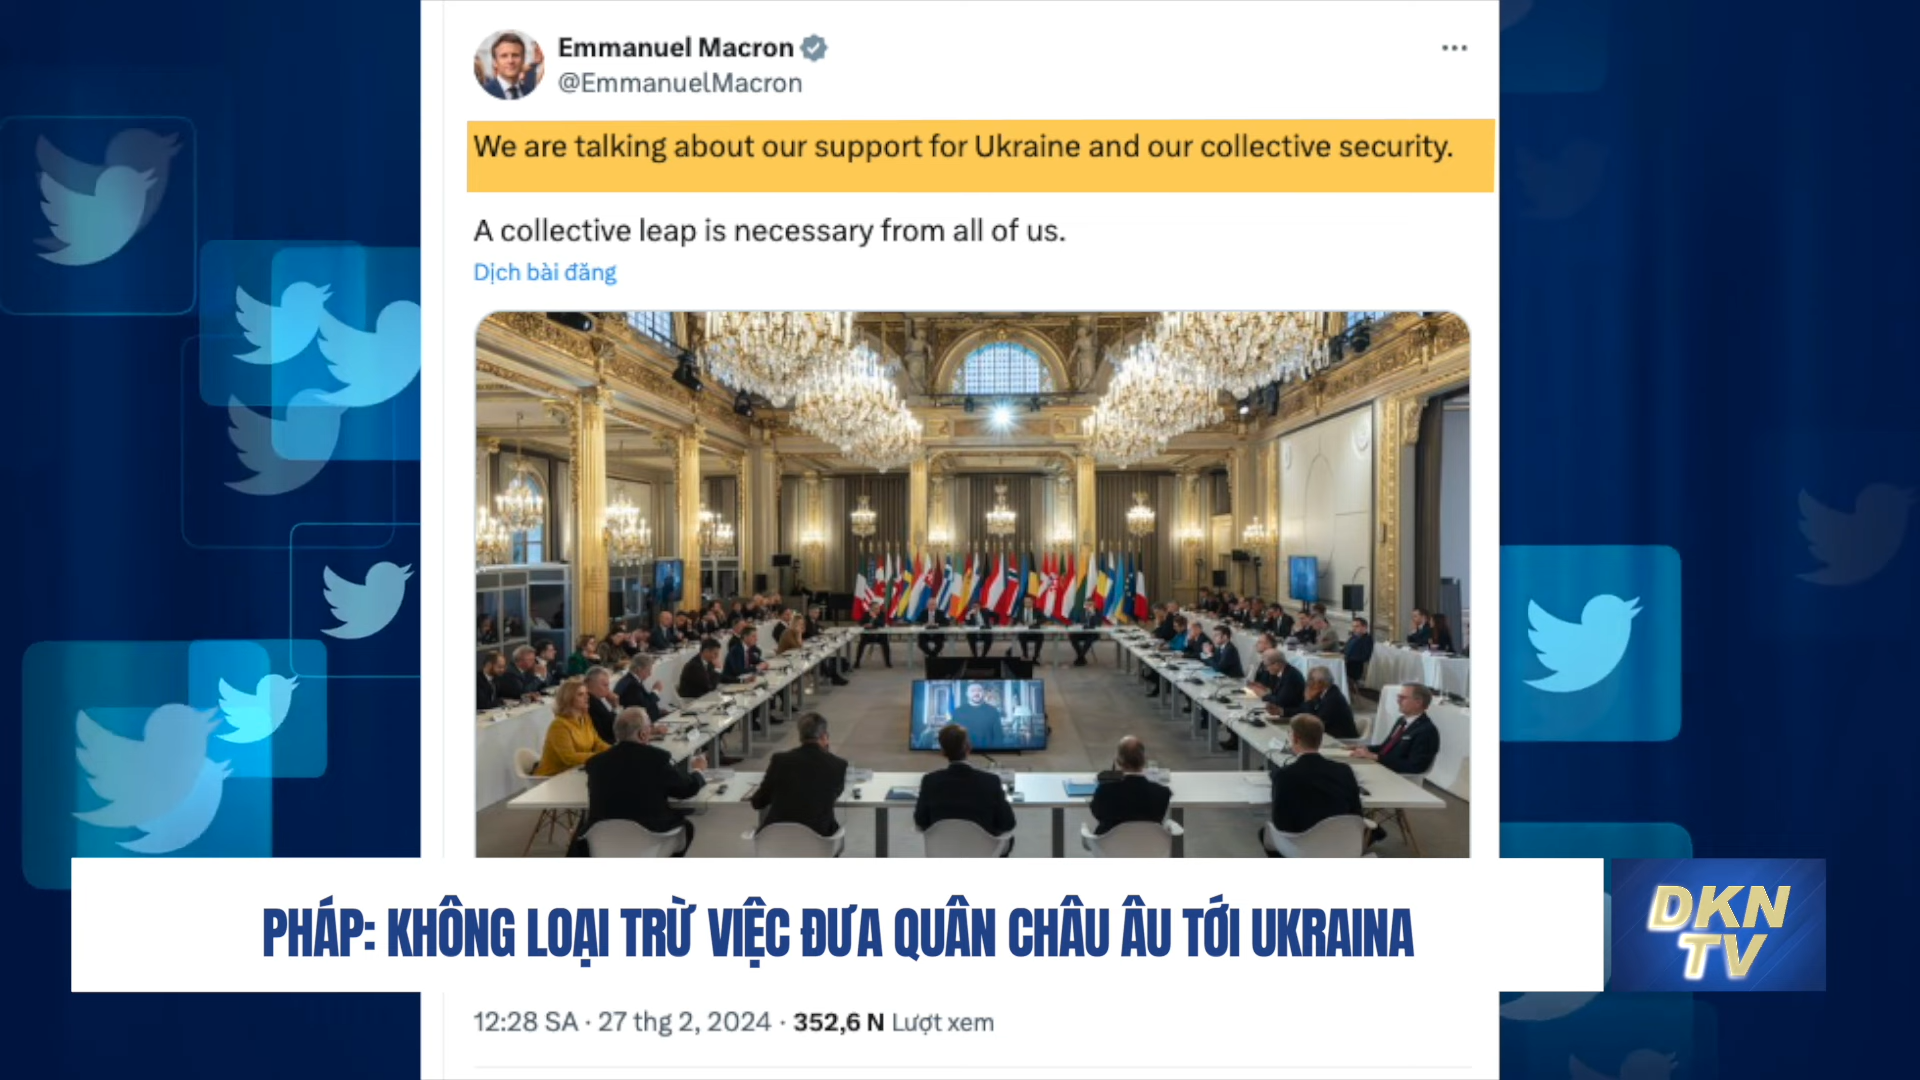 Emmanuel Macron
@EmmanuelMacron
We are talking about our support for Ukraine and our collective security.
A collective leap is necessary from all of us.
Dịch bài đăng
PHÁP: KHÔNG LOẠI TRỪ VIỆC ĐƯA QUÂN CHÂU ÂU TỚI UKRAINA
DKN
TV
12:28 SA · 27 thg 2, 2024 · 352,6 N Lượt xem